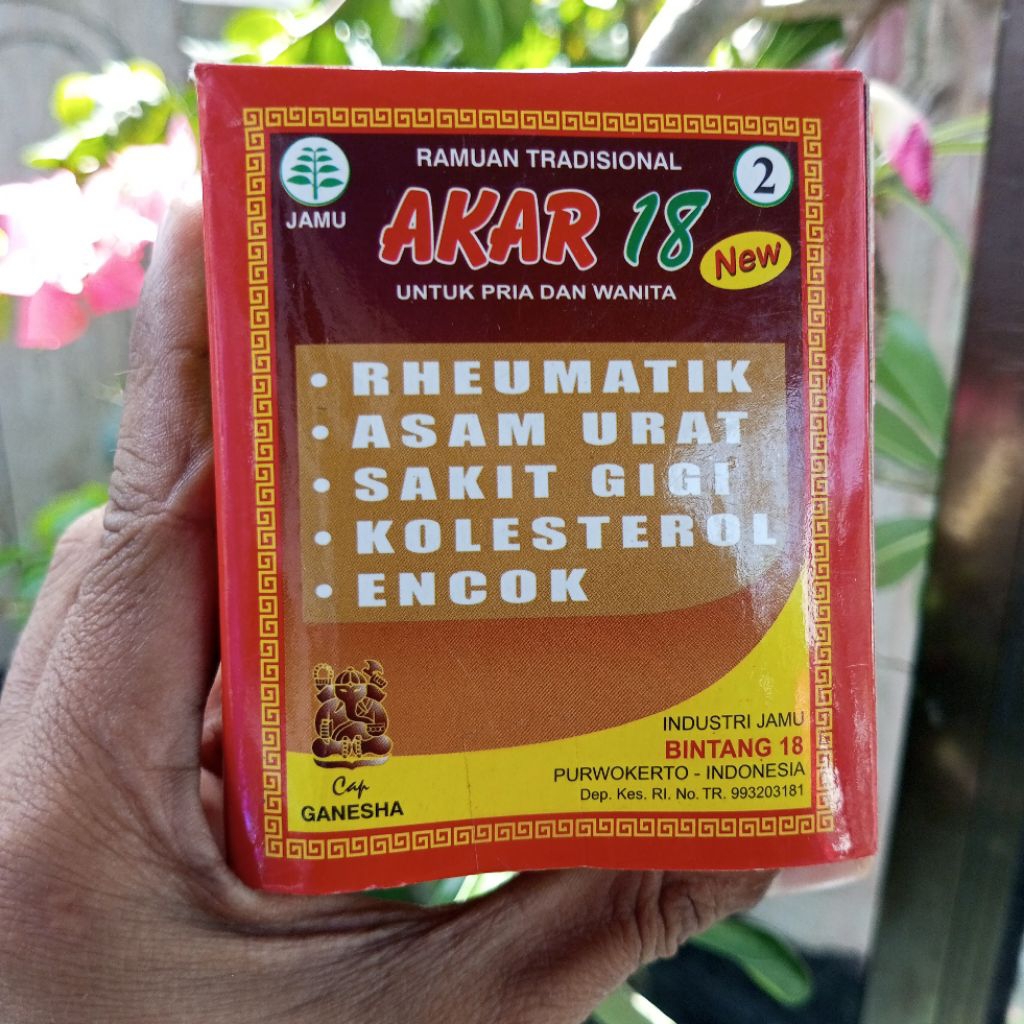 RAMUAN TRADISIONAL
2
JAMU
AKAR 18
New
UNTUK PRIA DAN WANITA
• RHEUMATIK
• ASAM URAT
• SAKIT GIGI
• KOLESTEROL
• ENCOK
INDUSTRI JAMU
BINTANG 18
PURWOKERTO - INDONESIA
Dep. Kes. RI. No. TR. 993203181
Cap
GANESHA